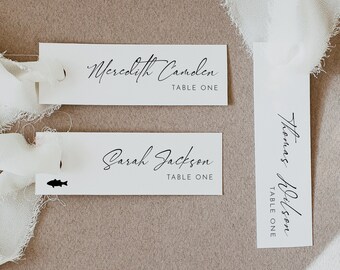 Meredith Camden
TABLE ONE
Sarah Jackson
TABLE ONE
Thomas Wilson
TABLE ONE